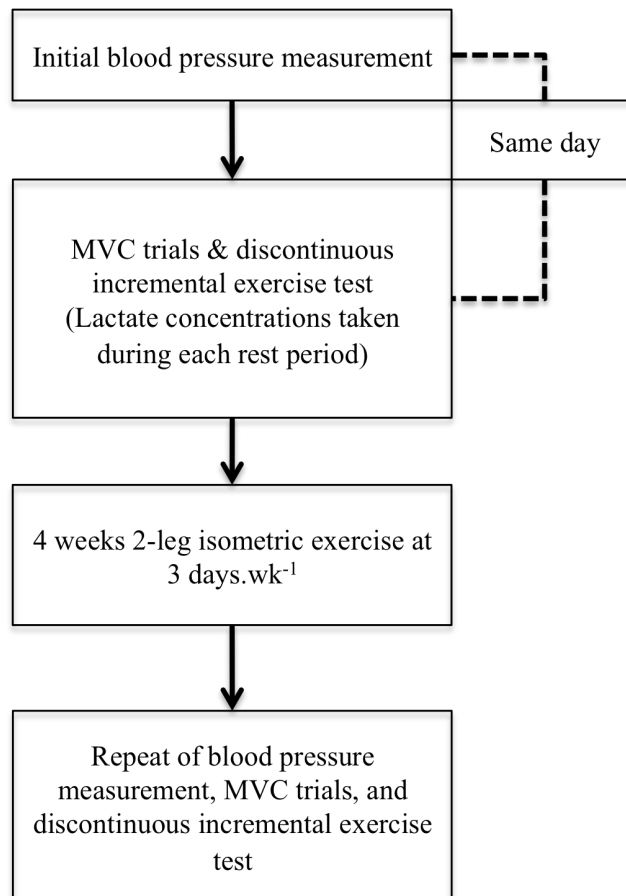 Initial blood pressure measurement
Same day
MVC trials & discontinuous
incremental exercise test
(Lactate concentrations taken
during each rest period)
4 weeks 2-leg isometric exercise at
3 days.wk⁻¹
Repeat of blood pressure
measurement, MVC trials, and
discontinuous incremental exercise
test